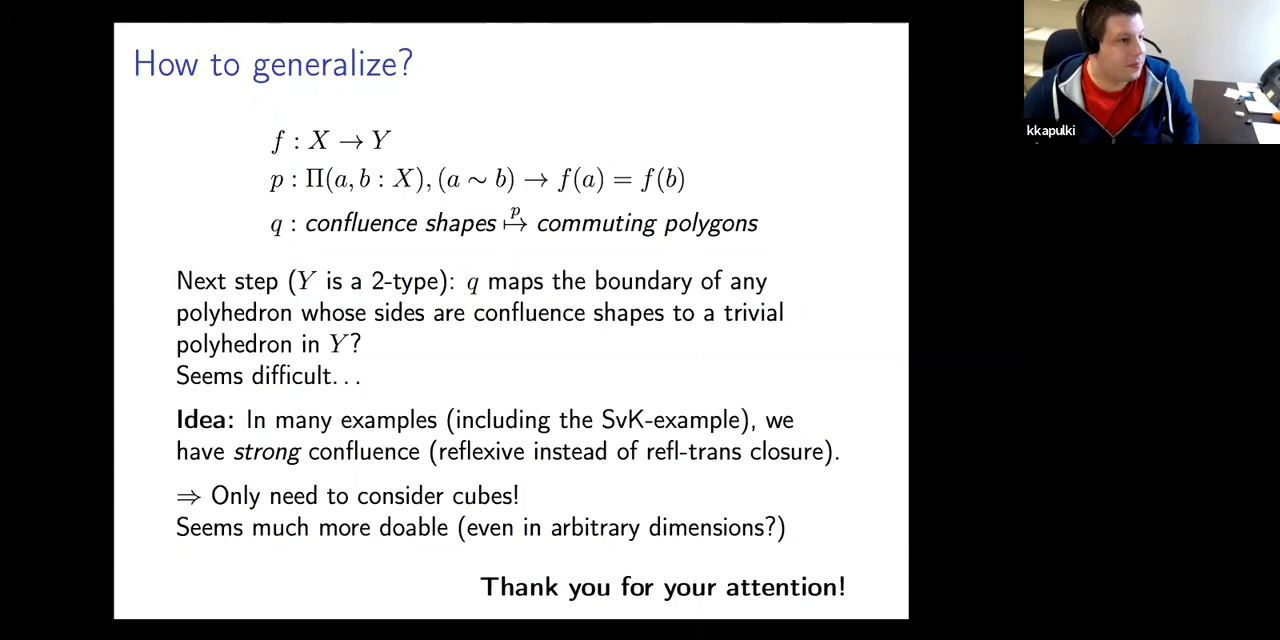 How to generalize?
f : X → Y
p : Π(a, b : X), (a ∼ b) → f(a) = f(b)
q : confluence shapes ↦ᵖ commuting polygons
Next step (Y is a 2-type): q maps the boundary of any
polyhedron whose sides are confluence shapes to a trivial
polyhedron in Y?
Seems difficult...
Idea: In many examples (including the SvK-example), we
have strong confluence (reflexive instead of refl-trans closure).
⇒ Only need to consider cubes!
Seems much more doable (even in arbitrary dimensions?)
Thank you for your attention!
kkapulki